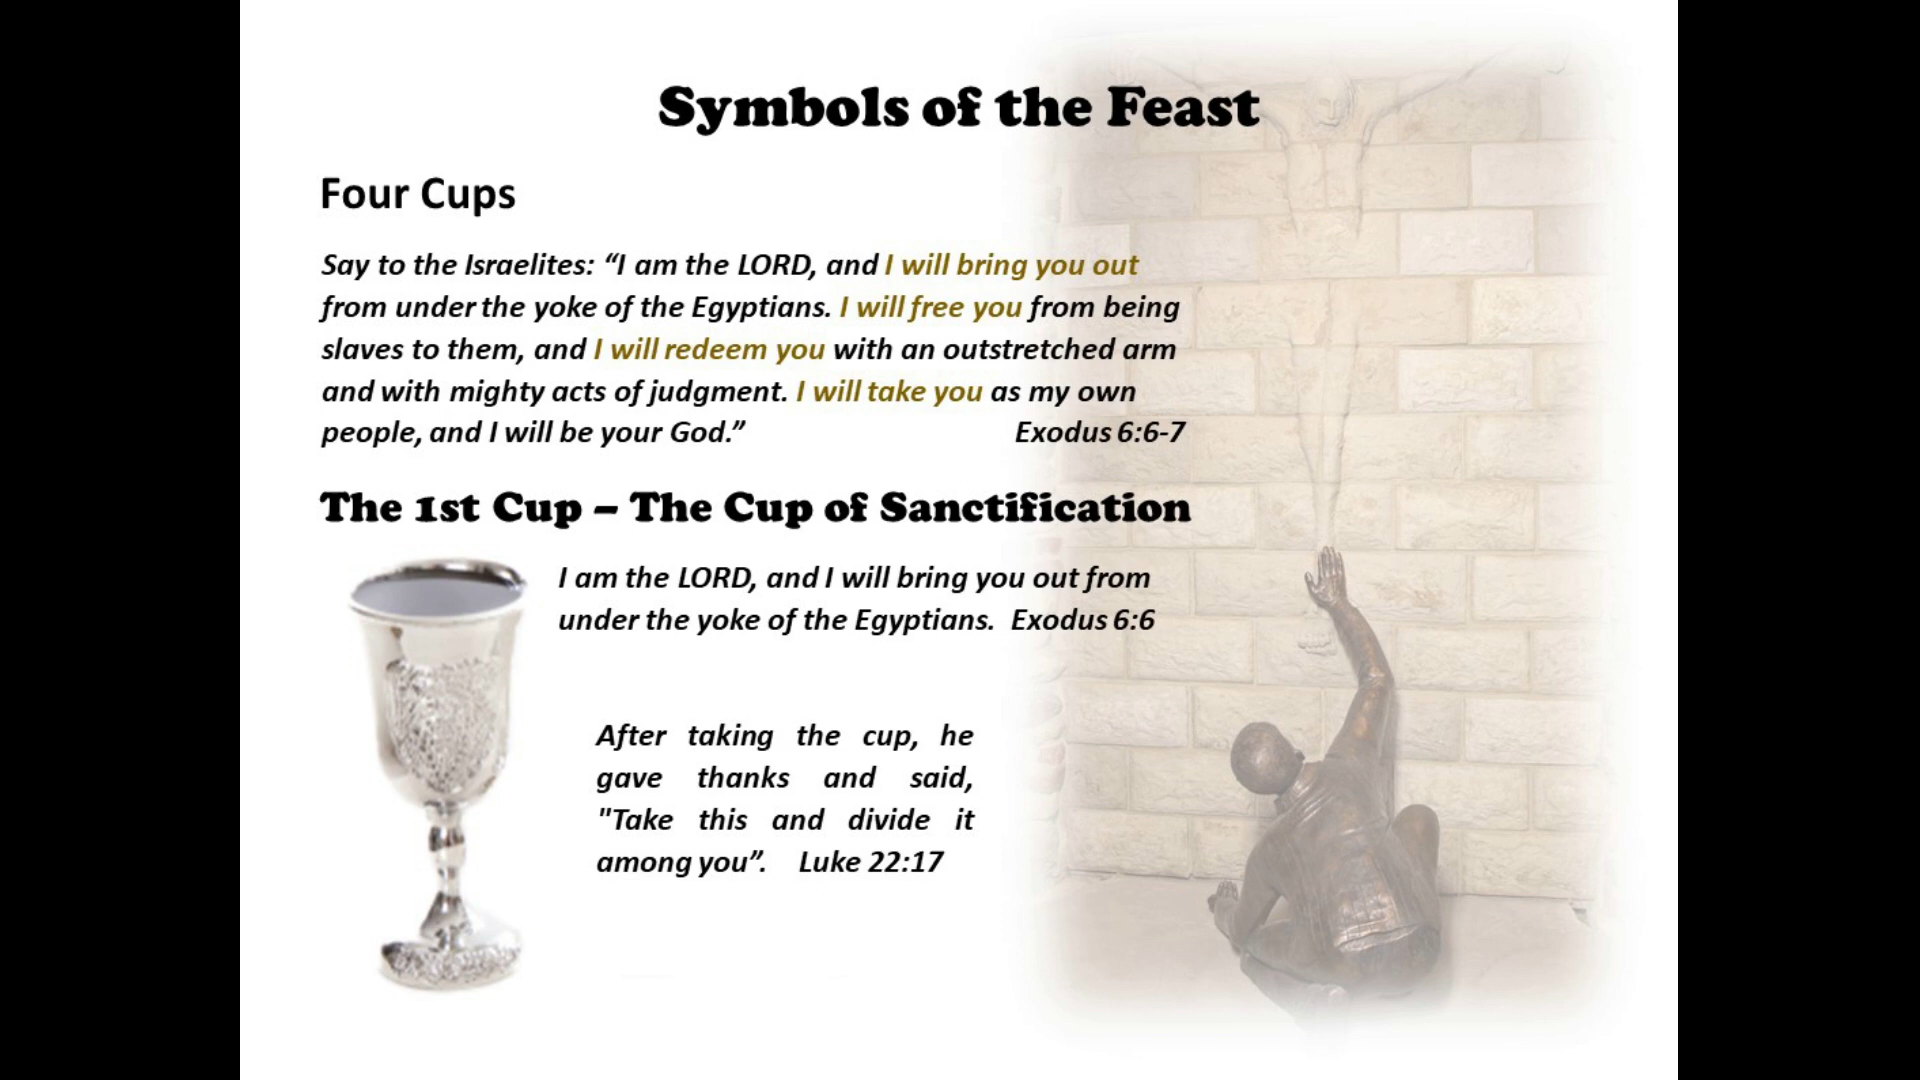 Symbols of the Feast
Four Cups
Say to the Israelites: “I am the LORD, and I will bring you out
from under the yoke of the Egyptians. I will free you from being
slaves to them, and I will redeem you with an outstretched arm
and with mighty acts of judgment. I will take you as my own
people, and I will be your God.” Exodus 6:6-7
The 1st Cup – The Cup of Sanctification
I am the LORD, and I will bring you out from
under the yoke of the Egyptians. Exodus 6:6
After taking the cup, he
gave thanks and said,
"Take this and divide it
among you”. Luke 22:17